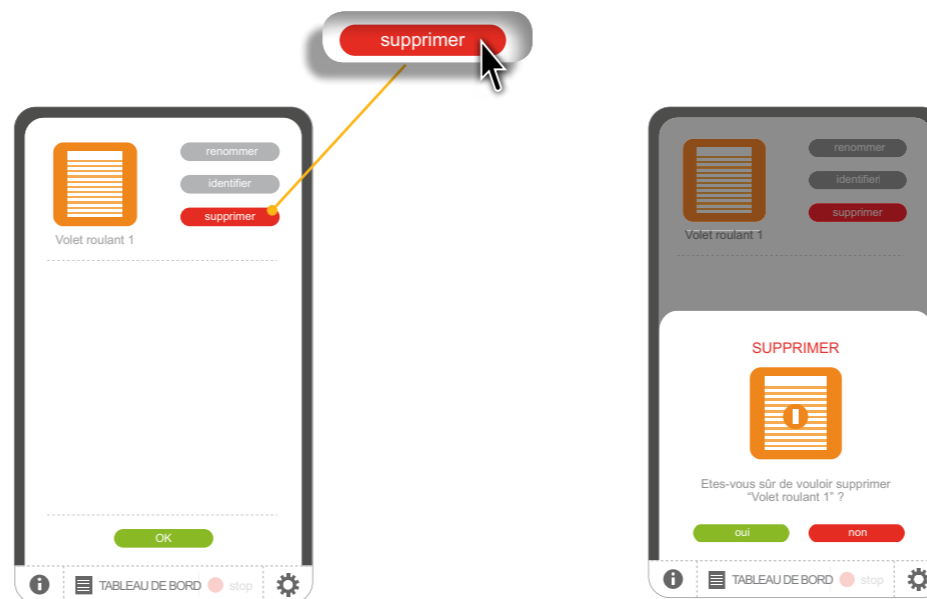 supprimer
renommer
identifier
supprimer
Volet roulant 1
OK
TABLEAU DE BORD stop
renommer
identifier
supprimer
Volet roulant 1
SUPPRIMER
Etes-vous sûr de vouloir supprimer
“Volet roulant 1” ?
oui non
TABLEAU DE BORD stop